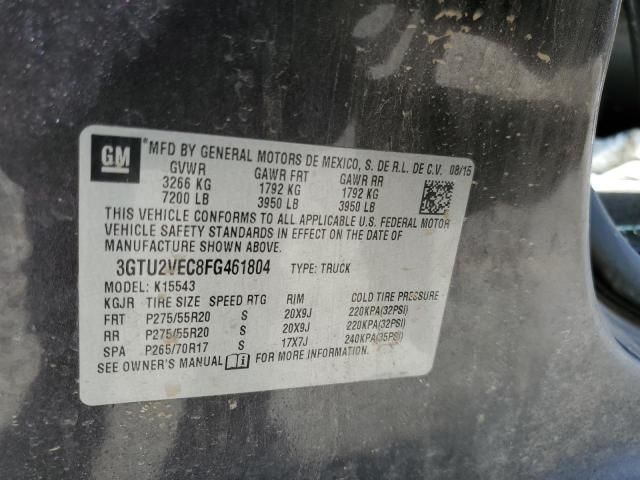 GM
*MFD BY GENERAL MOTORS DE MEXICO, S. DE R.L. DE C.V. 08/15
GVWR GAWR FRT GAWR RR
3266 KG 1792 KG 1792 KG
7200 LB 3950 LB 3950 LB
THIS VEHICLE CONFORMS TO ALL APPLICABLE U.S. FEDERAL MOTOR
VEHICLE SAFETY STANDARDS IN EFFECT ON THE DATE OF
MANUFACTURE SHOWN ABOVE.
3GTU2VEC8FG461804 TYPE: TRUCK
MODEL: K15543
KGJR TIRE SIZE SPEED RTG RIM COLD TIRE PRESSURE
FRT P275/55R20 S 20X9J 220KPA(32PSI)
RR P275/55R20 S 20X9J 220KPA(32PSI)
SPA P265/70R17 S 17X7J 240KPA(35PSI)
SEE OWNER'S MANUAL FOR MORE INFORMATION.